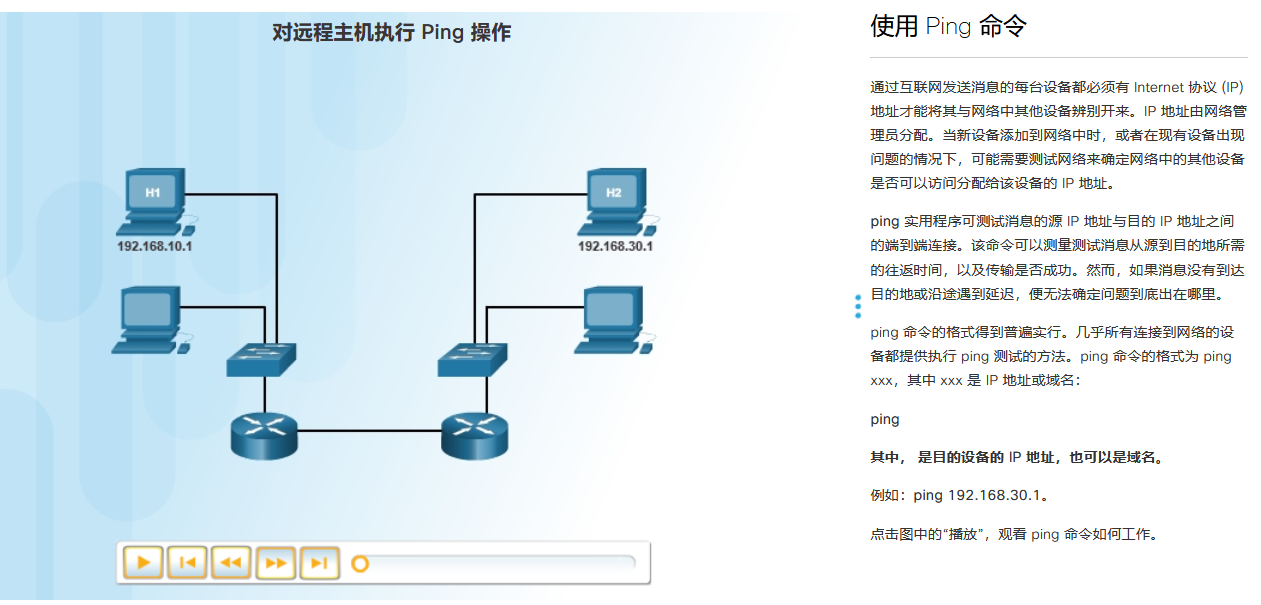 对远程主机执行 Ping 操作
H1
192.168.10.1
H2
192.168.30.1
使用 Ping 命令
通过互联网发送消息的每台设备都必须有 Internet 协议 (IP)
地址才能将其与网络中其他设备辨别开来。IP 地址由网络管
理员分配。当新设备添加到网络中时，或者在现有设备出现
问题的情况下，可能需要测试网络来确定网络中的其他设备
是否可以访问分配给该设备的 IP 地址。
ping 实用程序可测试消息的源 IP 地址与目的 IP 地址之间
的端到端连接。该命令可以测量测试消息从源到目的地所需
的往返时间，以及传输是否成功。然而，如果消息没有到达
目的地或沿途遇到延迟，便无法确定问题到底出在哪里。
ping 命令的格式得到普遍实行。几乎所有连接到网络的设
备都提供执行 ping 测试的方法。ping 命令的格式为 ping
xxx，其中 xxx 是 IP 地址或域名：
ping
其中， 是目的设备的 IP 地址，也可以是域名。
例如：ping 192.168.30.1。
点击图中的“播放”，观看 ping 命令如何工作。